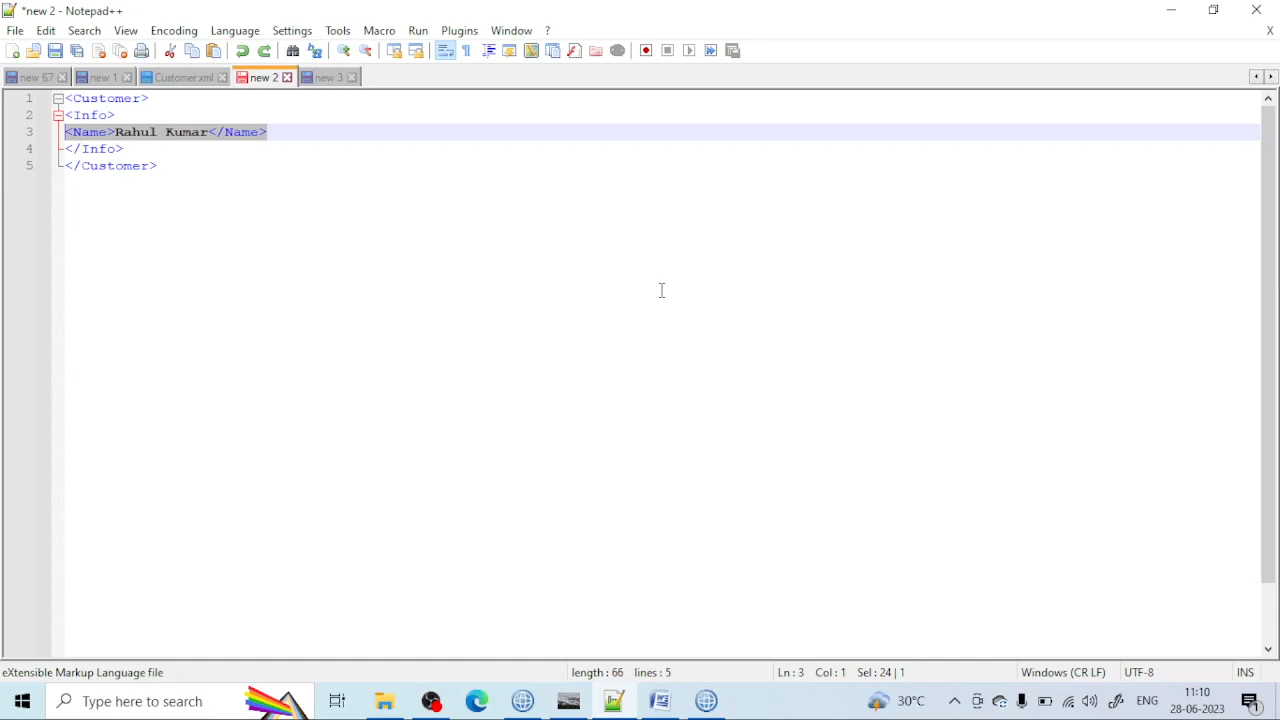 *new 2 - Notepad++
File Edit Search View Encoding Language Settings Tools Macro Run Plugins Window ? X
new 67 new 1 Customer.xml new 2 new 3
1 <Customer>
2 <Info>
3 <Name>Rahul Kumar</Name>
4 </Info>
5 </Customer>
eXtensible Markup Language file length : 66 lines : 5 Ln : 3 Col : 1 Sel : 24 | 1 Windows (CR LF) UTF-8 INS
Type here to search 30°C ENG 11:10
28-06-2023
1